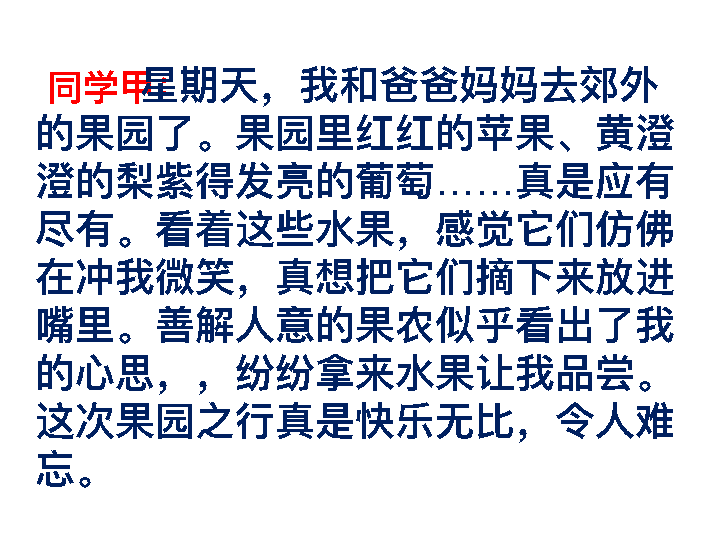 同学甲：星期天，我和爸爸妈妈去郊外
的果园了。果园里红红的苹果、黄澄
澄的梨紫得发亮的葡萄……真是应有
尽有。看着这些水果，感觉它们仿佛
在冲我微笑，真想把它们摘下来放进
嘴里。善解人意的果农似乎看出了我
的心思，，纷纷拿来水果让我品尝。
这次果园之行真是快乐无比，令人难
忘。